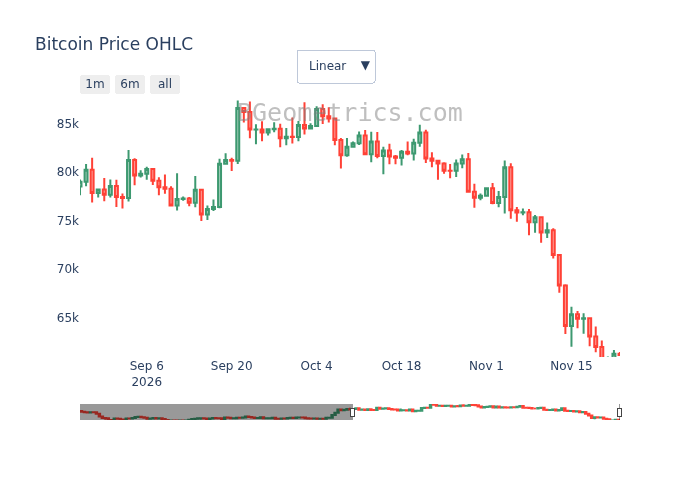 Bitcoin Price OHLC
Linear ▼
1m 6m all
BGeometrics.com
85k
80k
75k
70k
65k
Sep 6 Sep 20 Oct 4 Oct 18 Nov 1 Nov 15
2026